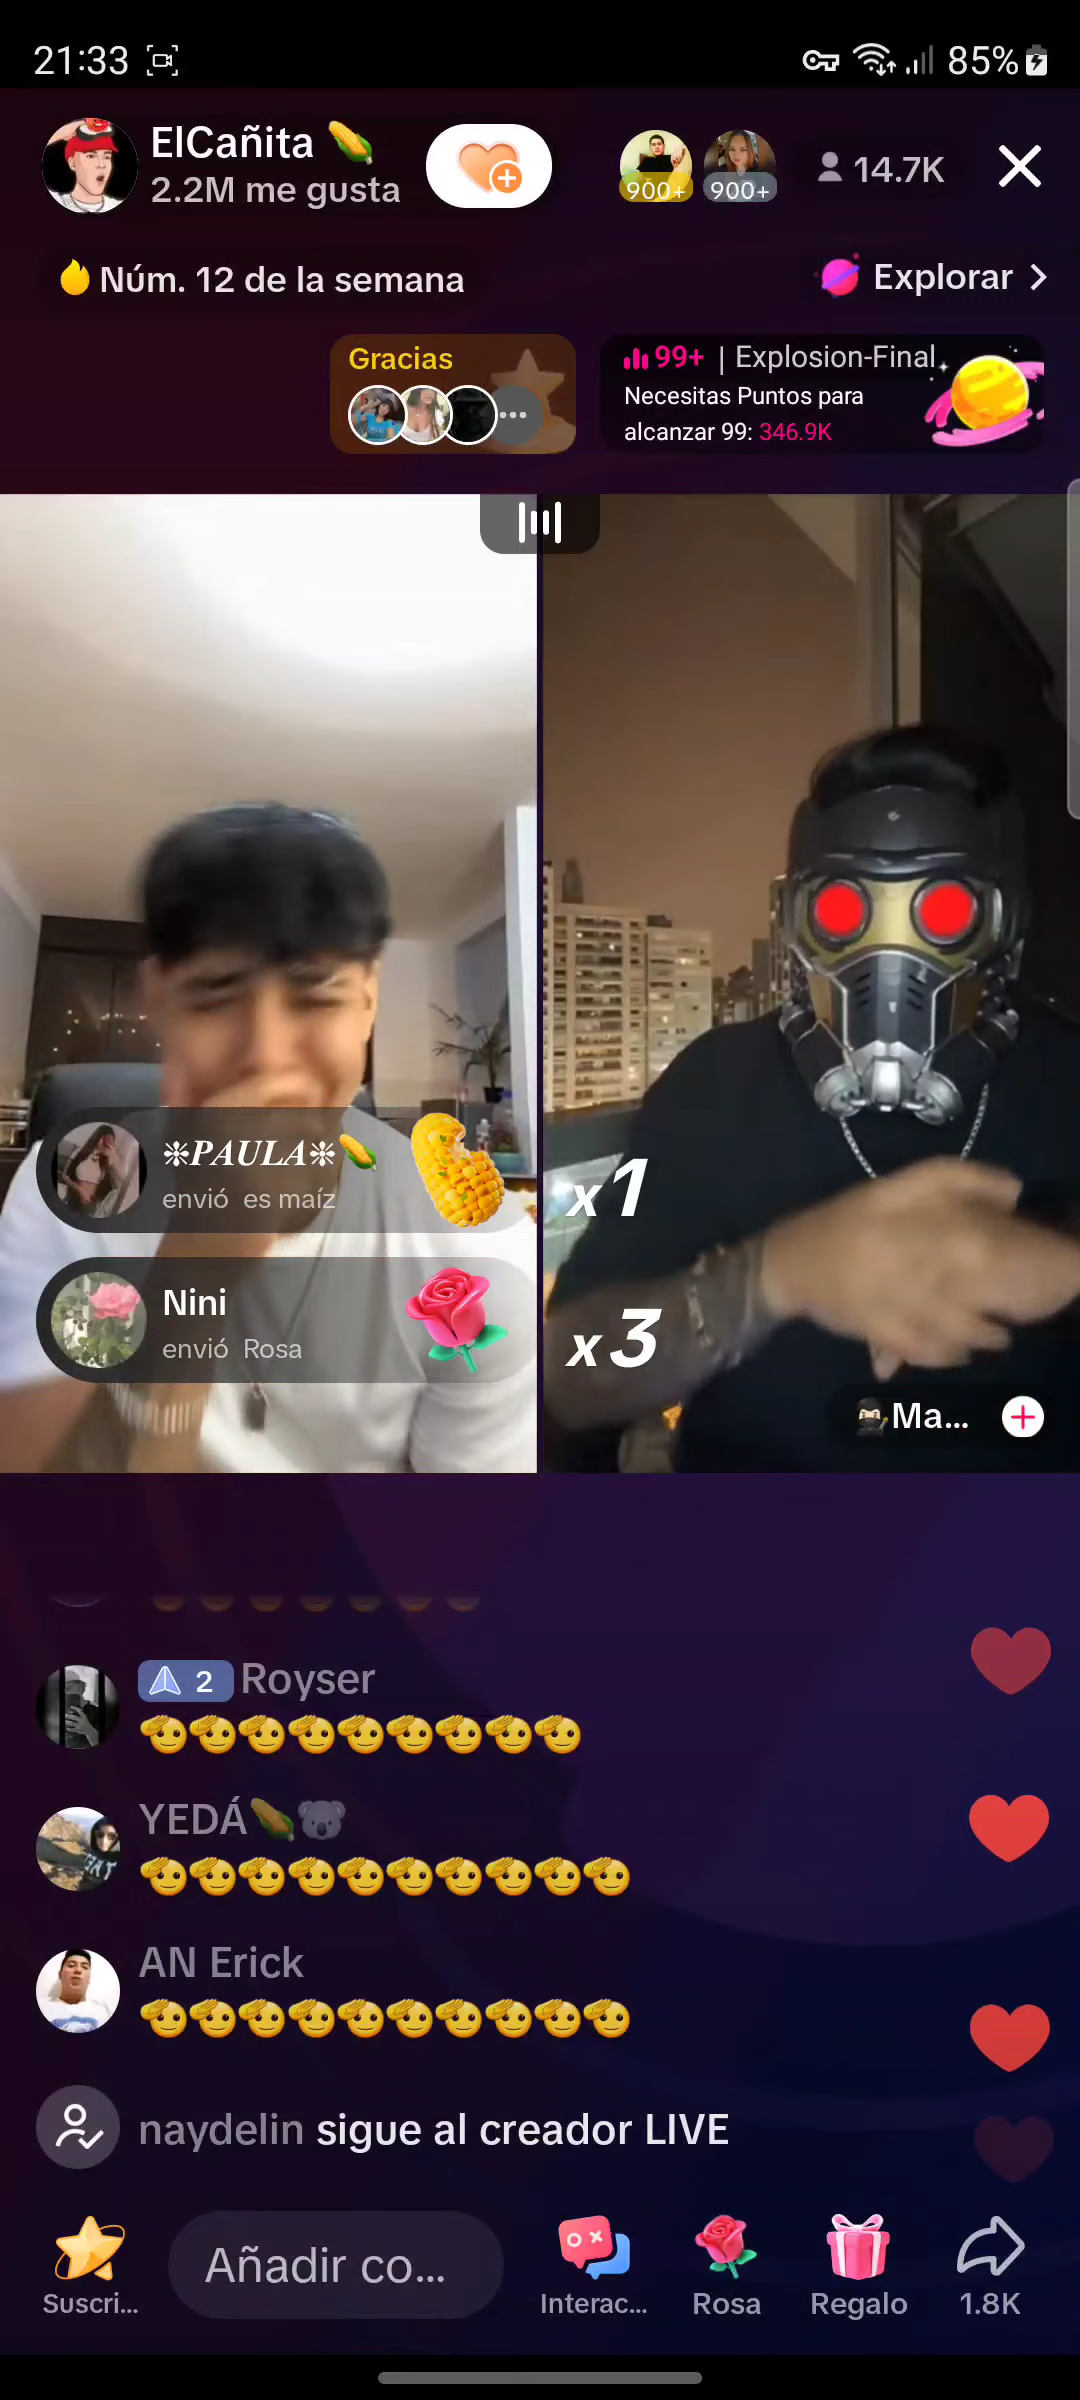 21:33
85%
ElCañita 🌽
2.2M me gusta
900+
900+
14.7K
Núm. 12 de la semana
Explorar
Gracias
99+ | Explosion-Final
Necesitas Puntos para
alcanzar 99: 346.9K
❊PAULA❊🌽
envió es maíz
x1
Nini
envió Rosa
x3
🥷Ma...
2 Royser
🫡🫡🫡🫡🫡🫡🫡🫡🫡
YEDÁ🌽🐨
🫡🫡🫡🫡🫡🫡🫡🫡🫡🫡
AN Erick
🫡🫡🫡🫡🫡🫡🫡🫡🫡🫡
naydelin sigue al creador LIVE
Añadir co...
Suscri...
Interac...
Rosa
Regalo
1.8K